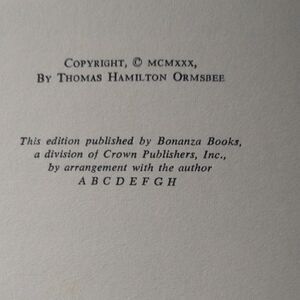 COPYRIGHT, © MCMXXX,
BY THOMAS HAMILTON ORMSBEE
This edition published by Bonanza Books,
a division of Crown Publishers, Inc.,
by arrangement with the author
A B C D E F G H